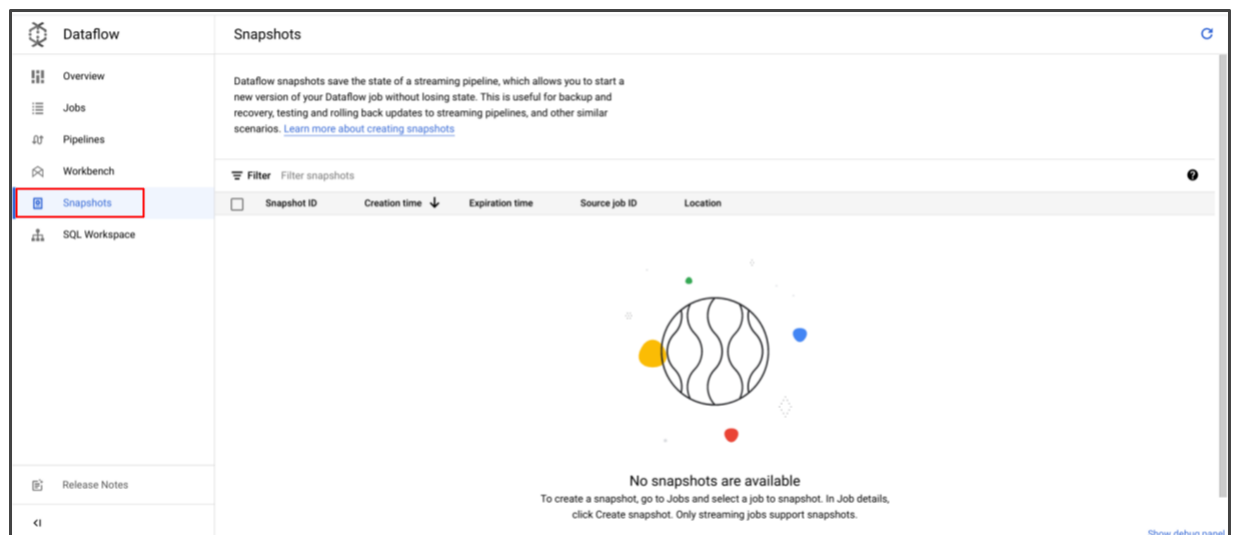 Dataflow
Snapshots
Overview
Jobs
Pipelines
Workbench
Snapshots
SQL Workspace
Release Notes
Dataflow snapshots save the state of a streaming pipeline, which allows you to start a
new version of your Dataflow job without losing state. This is useful for backup and
recovery, testing and rolling back updates to streaming pipelines, and other similar
scenarios. Learn more about creating snapshots
Filter Filter snapshots
Snapshot ID Creation time Expiration time Source job ID Location
No snapshots are available
To create a snapshot, go to Jobs and select a job to snapshot. In Job details,
click Create snapshot. Only streaming jobs support snapshots.
Show debug panel